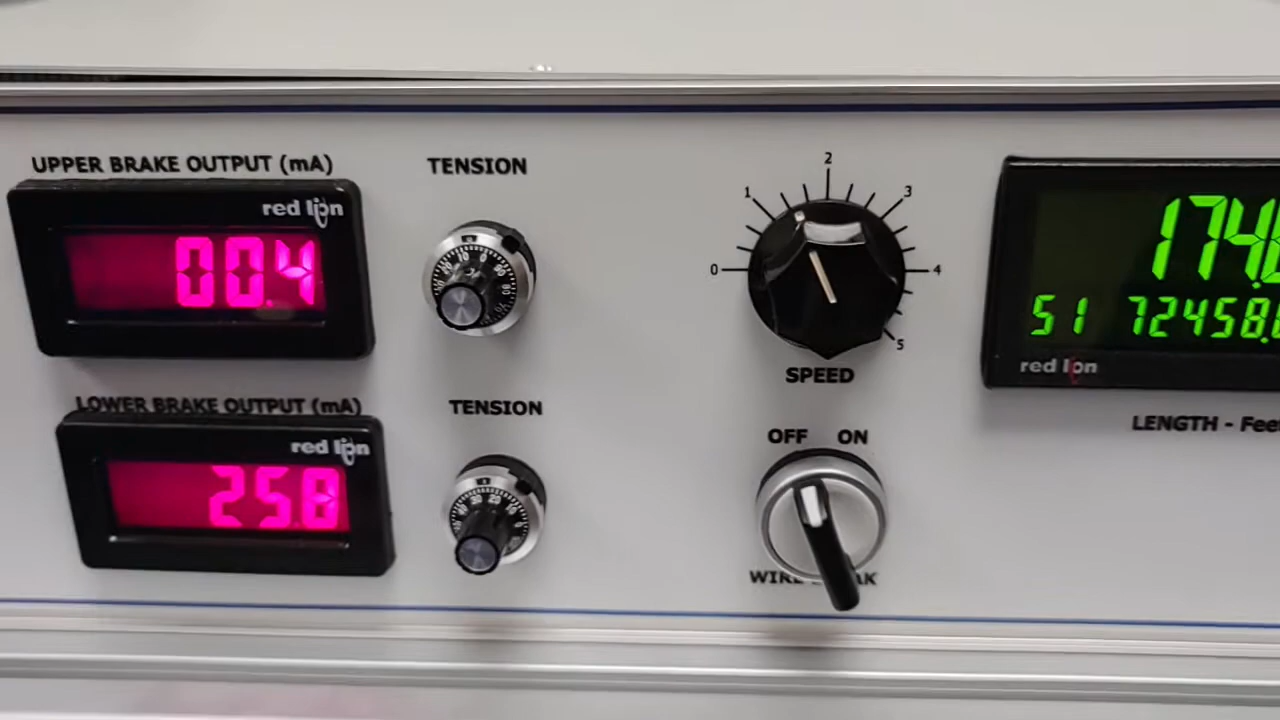 UPPER BRAKE OUTPUT (mA)
red lion
00.4
TENSION
0 1 2 3 4 5
SPEED
174.
S1 72458.
red lion
LENGTH - Fee
LOWER BRAKE OUTPUT (mA)
red lion
25.8
TENSION
OFF ON